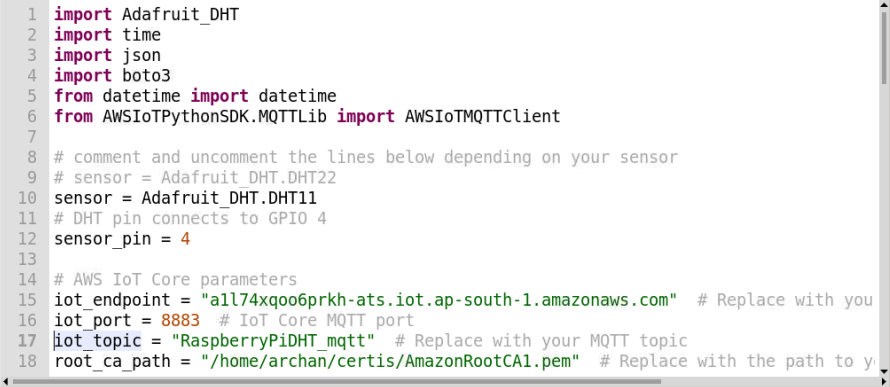 1 import Adafruit_DHT
2 import time
3 import json
4 import boto3
5 from datetime import datetime
6 from AWSIoTPythonSDK.MQTTLib import AWSIoTMQTTClient
7
8 # comment and uncomment the lines below depending on your sensor
9 # sensor = Adafruit_DHT.DHT22
10 sensor = Adafruit_DHT.DHT11
11 # DHT pin connects to GPIO 4
12 sensor_pin = 4
13
14 # AWS IoT Core parameters
15 iot_endpoint = "a1l74xqoo6prkh-ats.iot.ap-south-1.amazonaws.com"  # Replace with you
16 iot_port = 8883  # IoT Core MQTT port
17 iot_topic = "RaspberryPiDHT_mqtt"  # Replace with your MQTT topic
18 root_ca_path = "/home/archan/certis/AmazonRootCA1.pem"  # Replace with the path to y